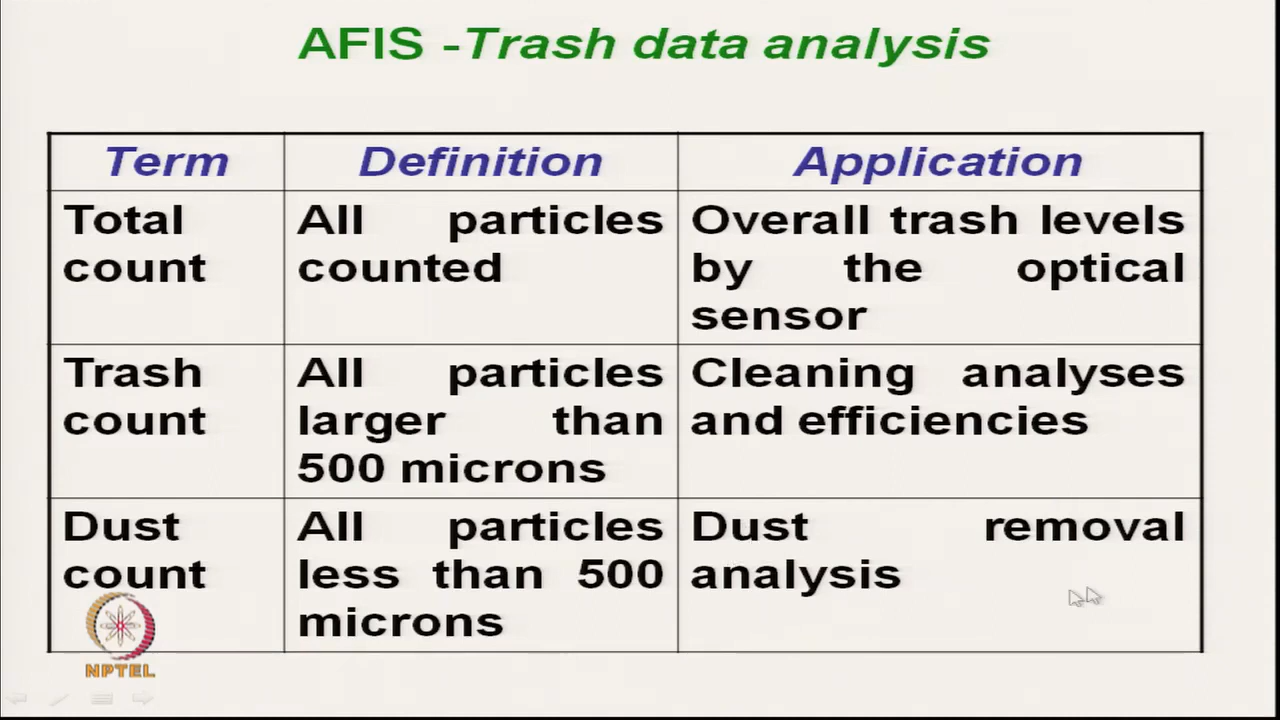 AFIS -Trash data analysis
Term Definition Application
Total All particles Overall trash levels
count counted by the optical
sensor
Trash All particles Cleaning analyses
count larger than and efficiencies
500 microns
Dust All particles Dust removal
count less than 500 analysis
microns
NPTEL